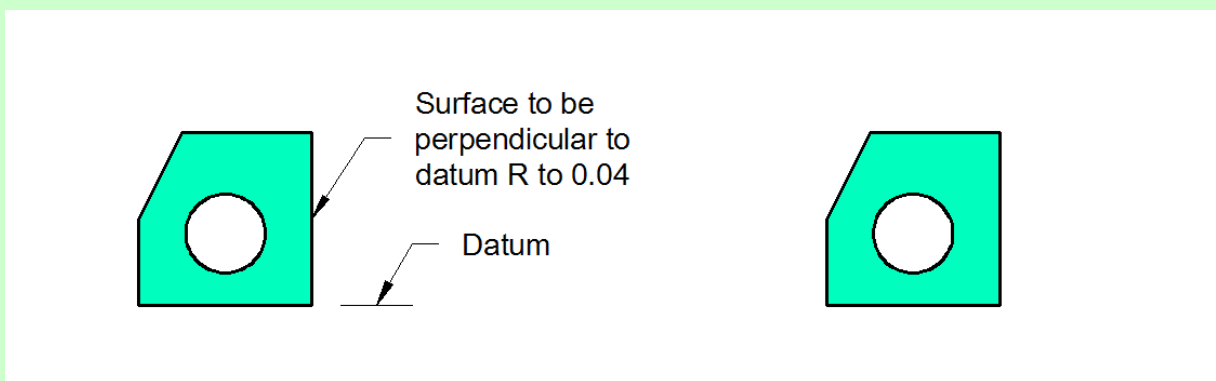 Surface to be
perpendicular to
datum R to 0.04
Datum